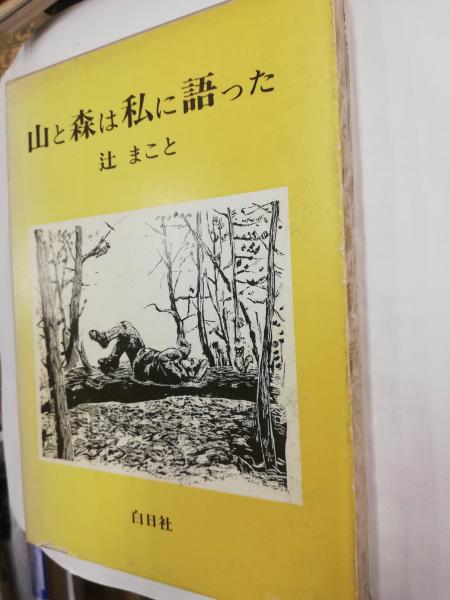 山と森は私に語った
辻 まこと
白日社